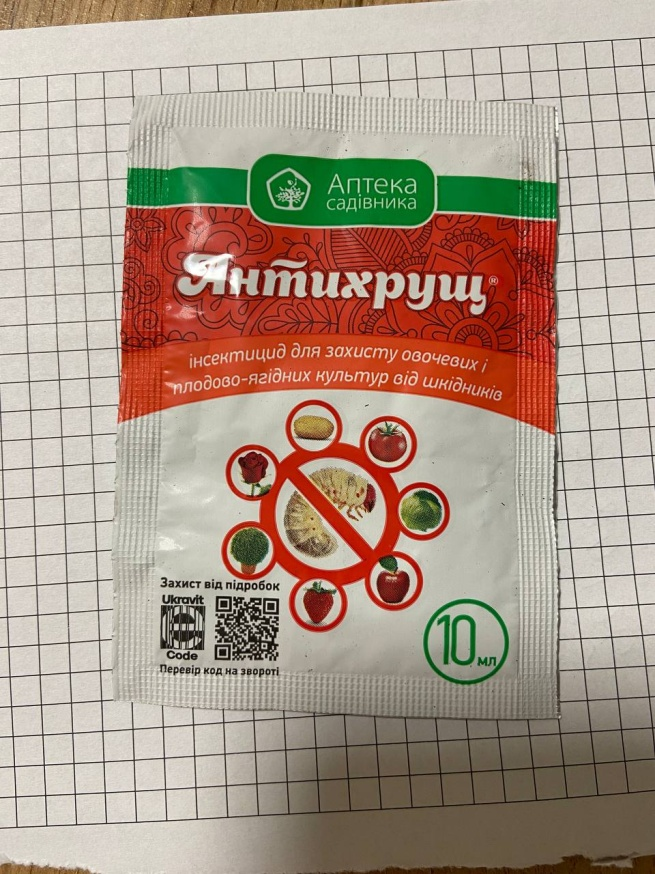 Аптека
садівника
Антихрущ®
інсектицид для захисту овочевих і
плодово-ягідних культур від шкідників
Захист від підробок
Ukravit
Code
Перевір код на звороті
10 мл